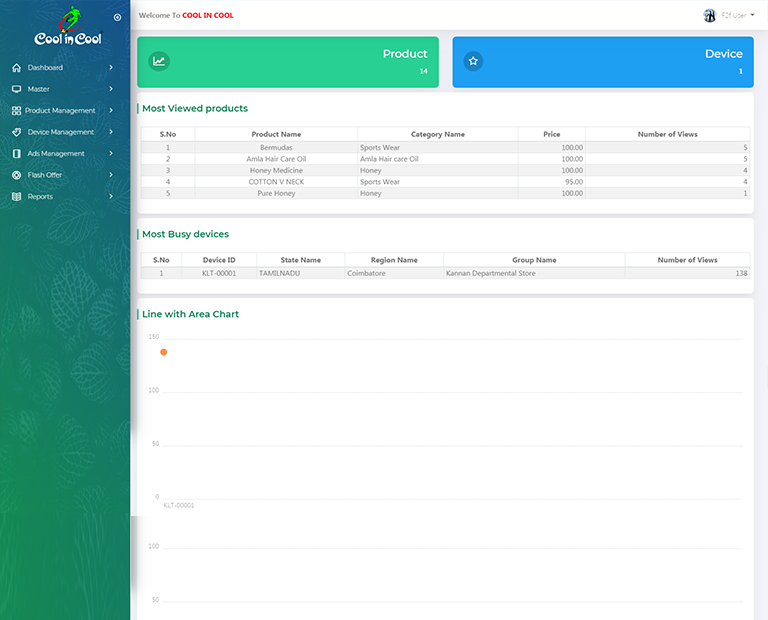 Cool in Cool
Dashboard
Master
Product Management
Device Management
Ads Management
Flash Offer
Reports
Welcome To COOL IN COOL
F2f User
Product
14
Device
1
Most Viewed products
S.No Product Name Category Name Price Number of Views
1 Bermudas Sports Wear 100.00 5
2 Amla Hair Care Oil Amla Hair care Oil 100.00 5
3 Honey Medicine Honey 100.00 4
4 COTTON V NECK Sports Wear 95.00 4
5 Pure Honey Honey 100.00 1
Most Busy devices
S.No Device ID State Name Region Name Group Name Number of Views
1 KLT-00001 TAMILNADU Coimbatore Kannan Departmental Store 138
Line with Area Chart
150
100
50
0
KLT-00001
100
50